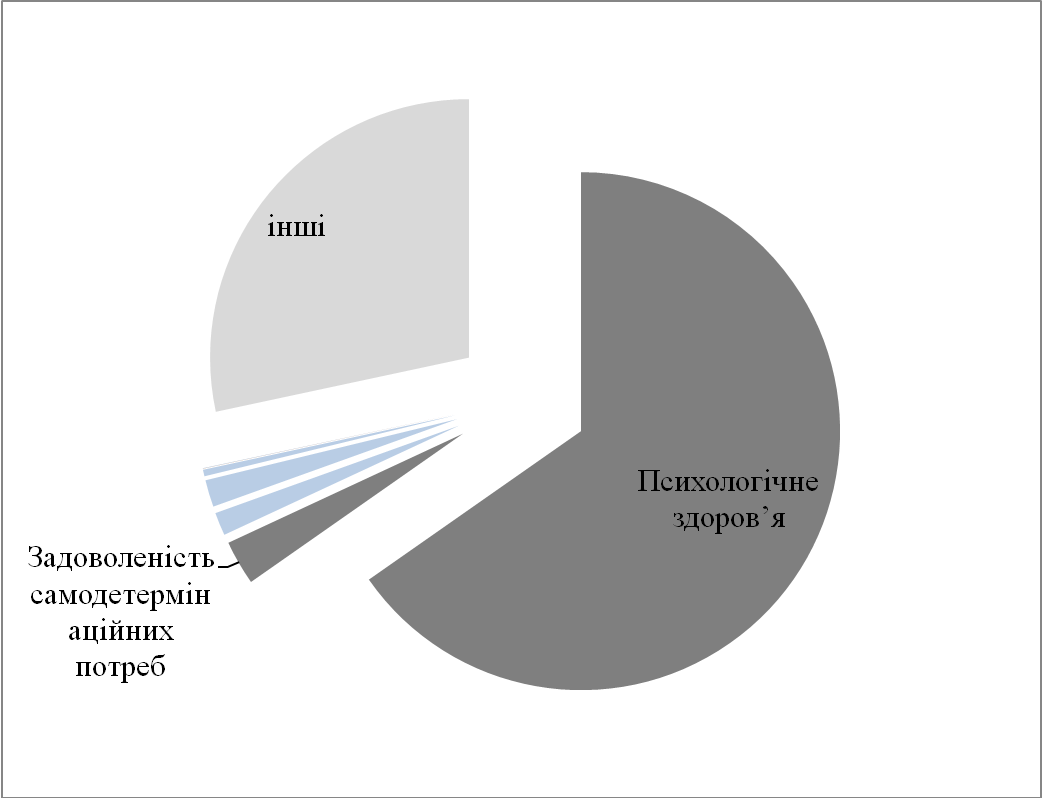 інші
Психологічне
здоров’я
Задоволеність
самодетермін
аційних
потреб